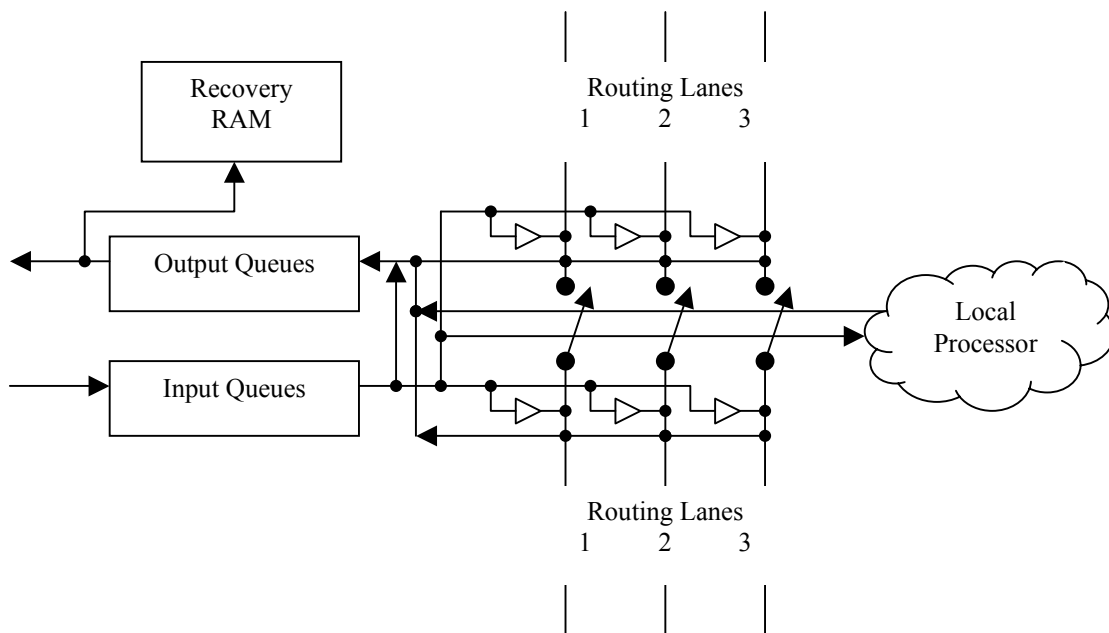 Recovery
RAM
Routing Lanes
1 2 3
Output Queues
Local
Processor
Input Queues
Routing Lanes
1 2 3